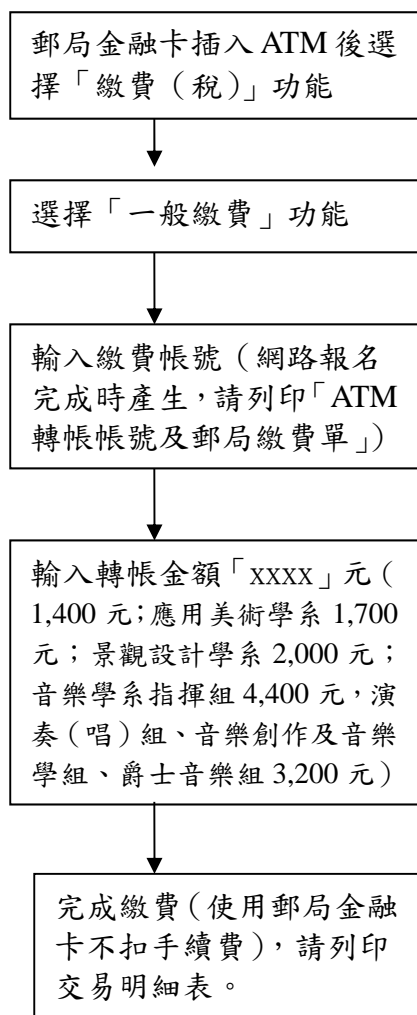 郵局金融卡插入 ATM 後選
擇「繳費（稅）」功能
選擇「一般繳費」功能
輸入繳費帳號（網路報名
完成時產生，請列印「ATM
轉帳帳號及郵局繳費單」）
輸入轉帳金額「xxxx」元（
1,400 元；應用美術學系 1,700
元；景觀設計學系 2,000 元；
音樂學系指揮組 4,400 元，演
奏（唱）組、音樂創作及音樂
學組、爵士音樂組 3,200 元）
完成繳費（使用郵局金融
卡不扣手續費），請列印
交易明細表。